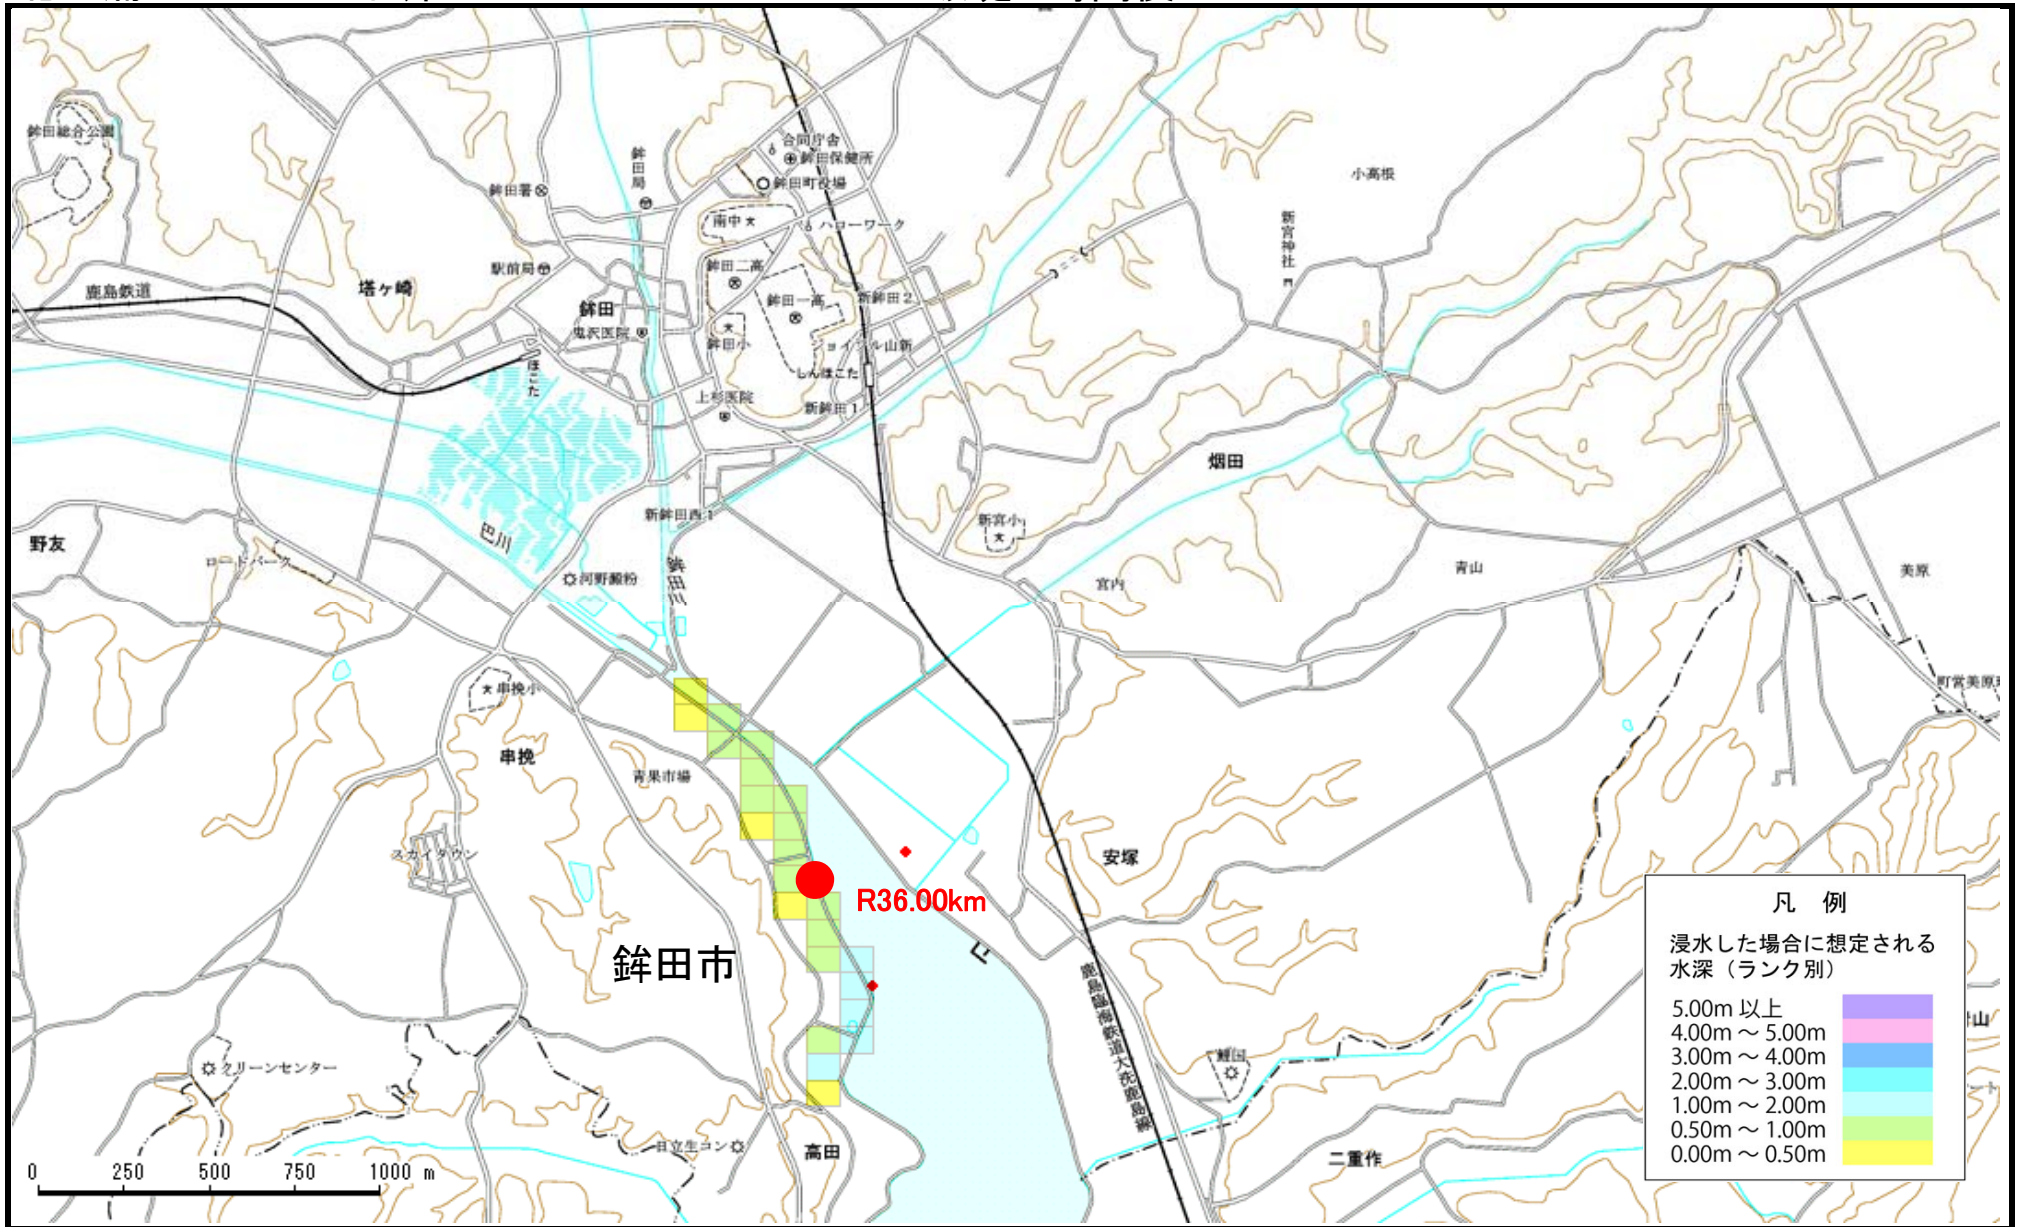 鉾田総合公園
鉾田局
合同庁舎
鉾田保健所
鉾田署
鉾田町役場
南中
ハローワーク
小高根
新宮神社
駅前局
鉾田二高
鹿島鉄道
塔ヶ崎
鉾田
鉾田一高
新鉾田2
鬼沢医院
鉾田小
ジョイフル山新
ほこた
しんほこた
上杉医院
新鉾田1
烟田
新鉾田西1
新宮小
巴川
野友
ロードパーク
河野澱粉
鉾田川
宮内
青山
美原
串挽小
串挽
青果市場
スカイタウン
安塚
R36.00km
鉾田市
鹿島臨海鉄道大洗鹿島線
クリーンセンター
鯉国
日立生コン
高田
二重作
0 250 500 750 1000 m
凡 例
浸水した場合に想定される
水深（ランク別）
5.00m 以上
4.00m ～ 5.00m
3.00m ～ 4.00m
2.00m ～ 3.00m
1.00m ～ 2.00m
0.50m ～ 1.00m
0.00m ～ 0.50m